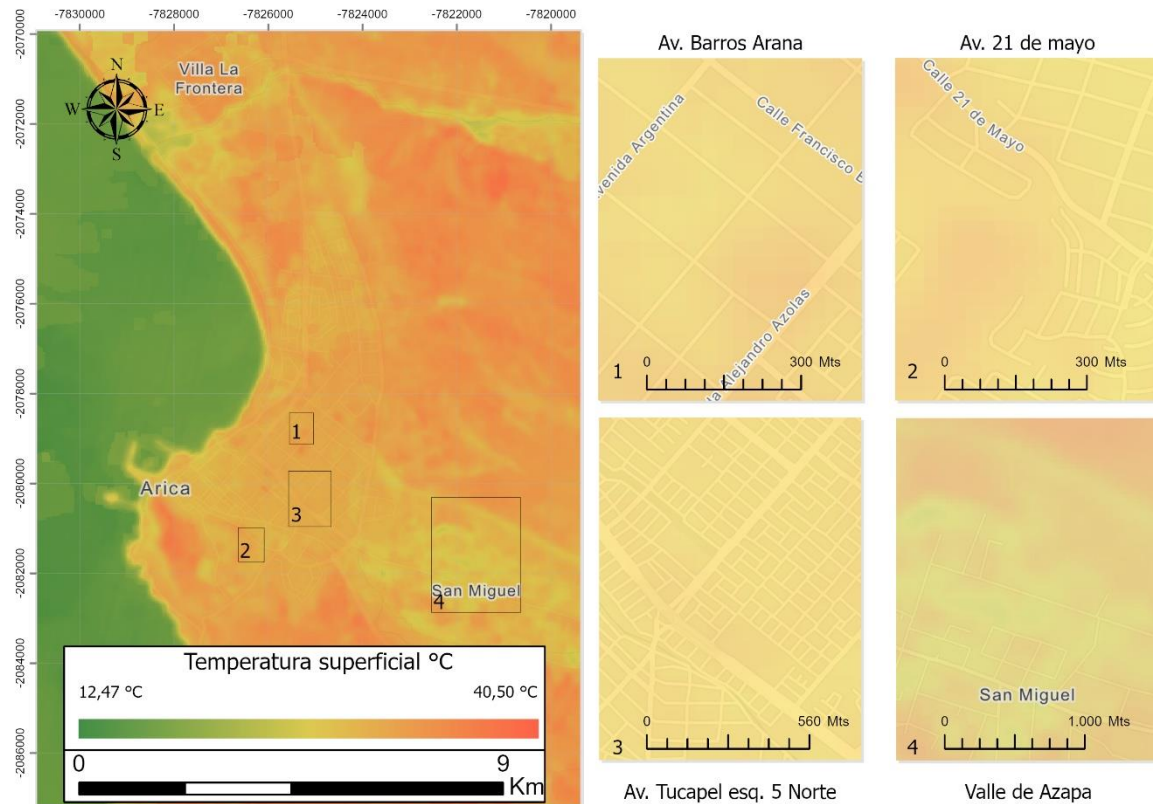 -7830000 -7828000 -7826000 -7824000 -7822000 -7820000
-2070000
-2072000
-2074000
-2076000
-2078000
-2080000
-2082000
-2084000
-2086000
N
W E
S
Villa La
Frontera
Arica
San Miguel
1
3
2
4
Temperatura superficial °C
12,47 °C 40,50 °C
0 9
Km
Av. Barros Arana
Calle Francisco B
venida Argentina
la Alejandro Azolas
0 300 Mts
1
Av. 21 de mayo
Calle 21 de Mayo
0 300 Mts
2
0 560 Mts
3
Av. Tucapel esq. 5 Norte
San Miguel
0 1.000 Mts
4
Valle de Azapa